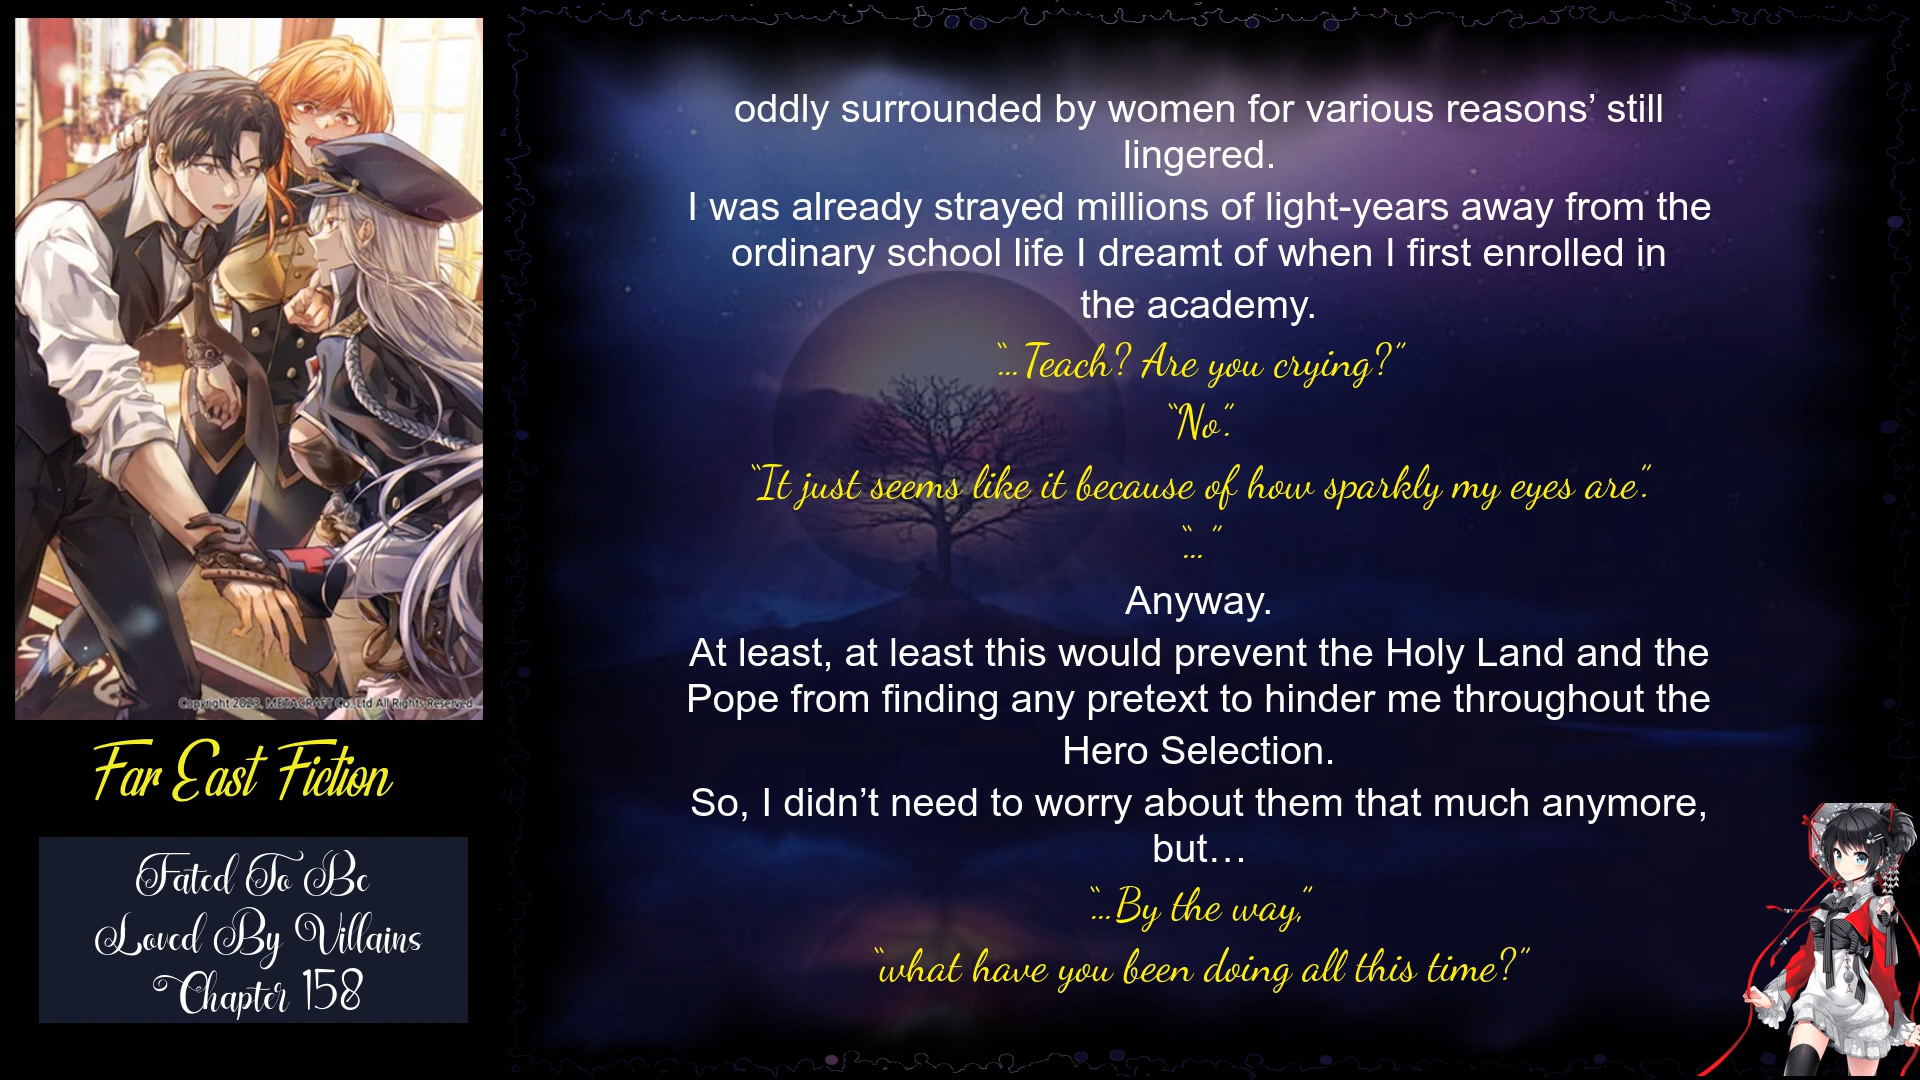 oddly surrounded by women for various reasons’ still
lingered.
I was already strayed millions of light-years away from the
ordinary school life I dreamt of when I first enrolled in
the academy.
“...Teach? Are you crying?”
“No”.
“It just seems like it because of how sparkly my eyes are”.
“... ”
Anyway.
At least, at least this would prevent the Holy Land and the
Pope from finding any pretext to hinder me throughout the
Hero Selection.
So, I didn’t need to worry about them that much anymore,
but…
“...By the way,”
“what have you been doing all this time?”
Copyright 2023. METACRAFT Co.,Ltd All Rights Reserved
Far East Fiction
Fated To Be
Loved By Villains
Chapter 158